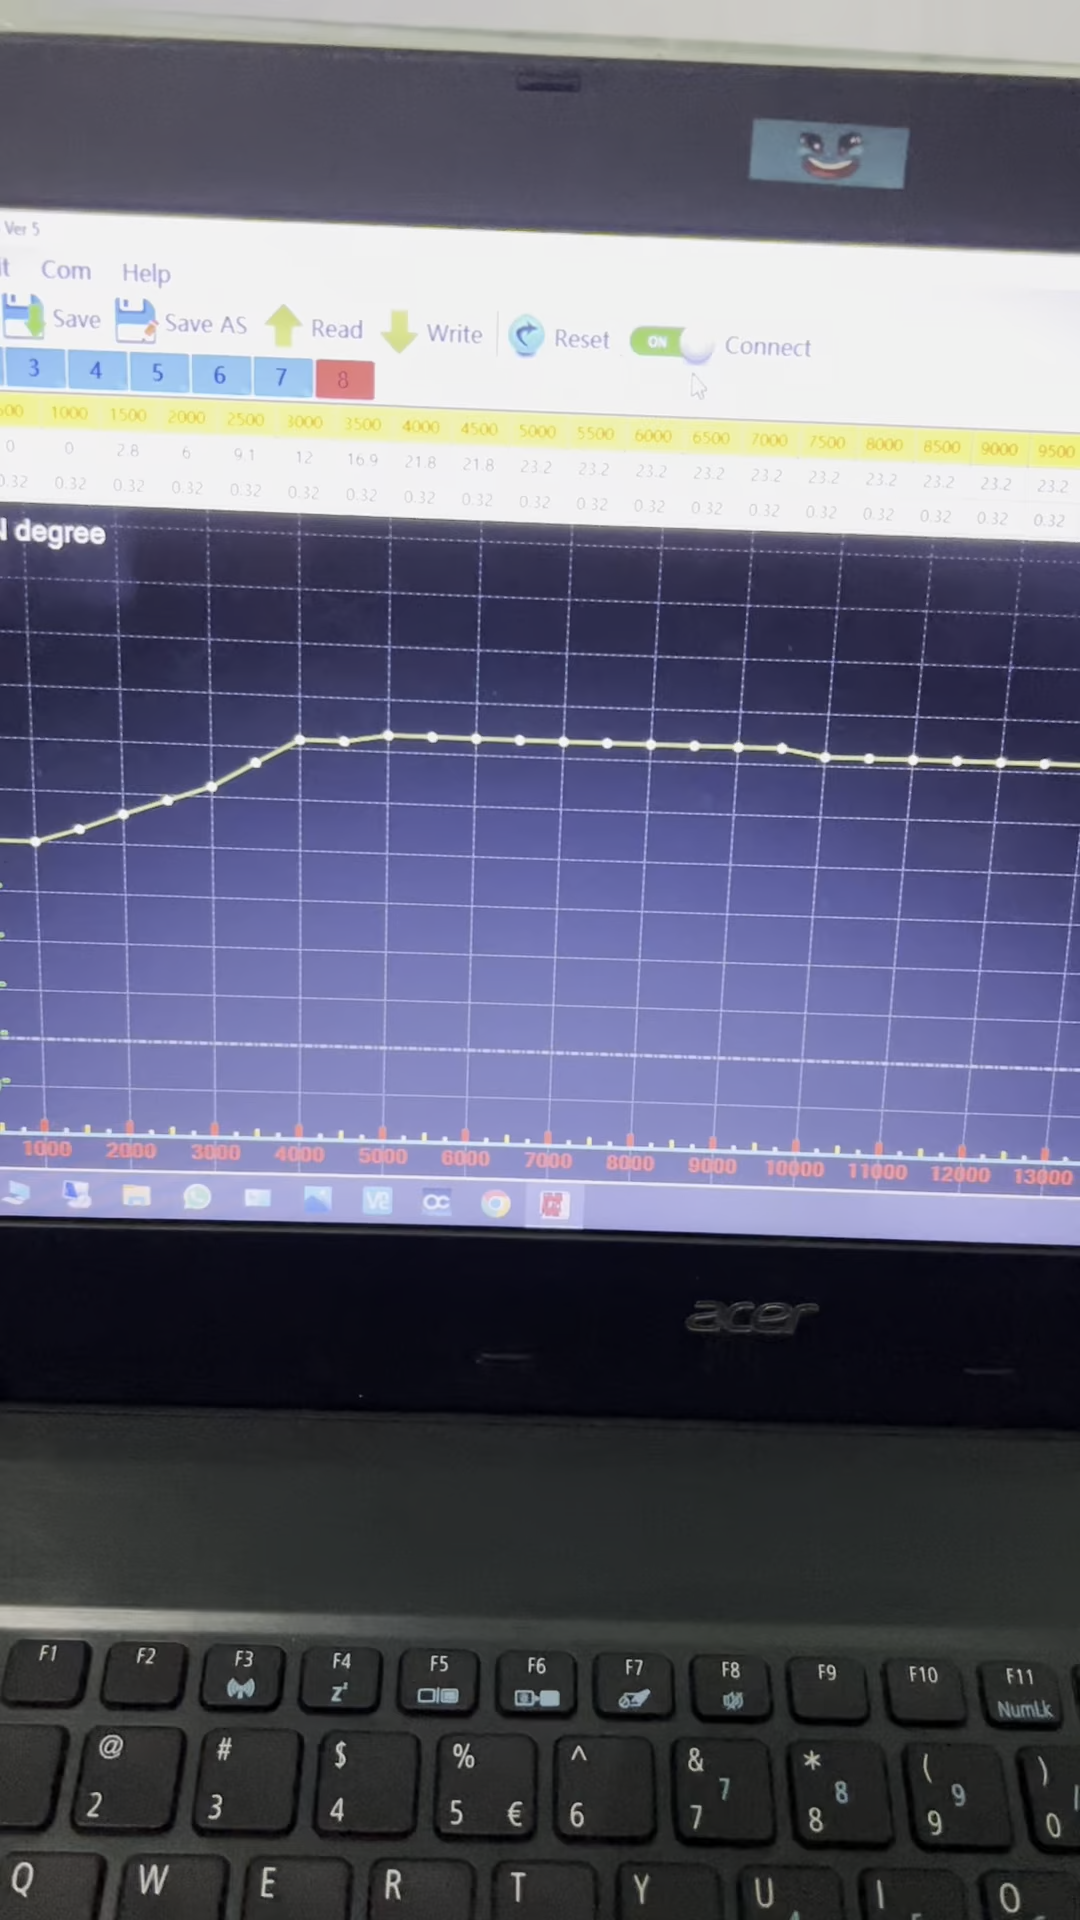 Ver 5
it Com Help
Save Save AS Read Write Reset ON Connect
3 4 5 6 7 8
500 1000 1500 2000 2500 3000 3500 4000 4500 5000 5500 6000 6500 7000 7500 8000 8500 9000 9500
0 0 2.8 6 9.1 12 16.9 21.8 21.8 23.2 23.2 23.2 23.2 23.2 23.2 23.2 23.2 23.2 23.2
0.32 0.32 0.32 0.32 0.32 0.32 0.32 0.32 0.32 0.32 0.32 0.32 0.32 0.32 0.32 0.32 0.32 0.32 0.32
N degree
1000 2000 3000 4000 5000 6000 7000 8000 9000 10000 11000 12000 13000
acer
F1 F2 F3 F4 F5 F6 F7 F8 F9 F10 F11
Zz NumLk
@ # $ % ^ & * ( )
2 3 4 5 € 6 7 7 8 8 9 9 0
Q W E R T Y U I O